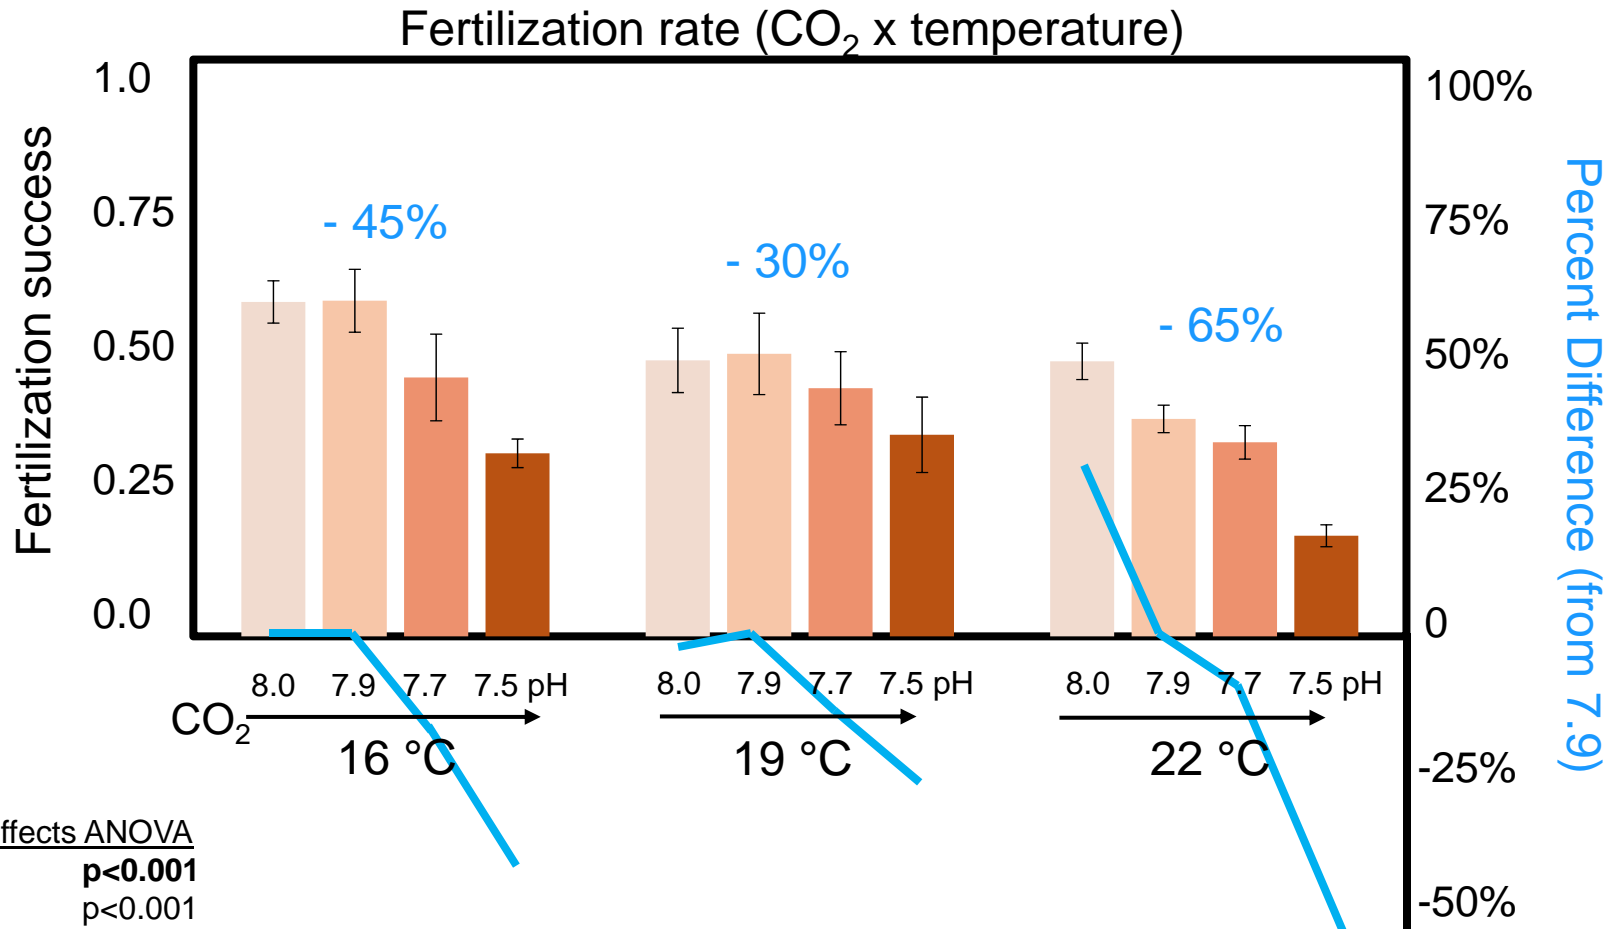 Fertilization rate (CO₂ x temperature)
Fertilization success
1.0
0.75
0.50
0.25
0.0
100%
75%
50%
25%
0
-25%
-50%
Percent Difference (from 7.9)
- 45%
- 30%
- 65%
8.0 7.9 7.7 7.5 pH
8.0 7.9 7.7 7.5 pH
8.0 7.9 7.7 7.5 pH
CO₂
16 °C
19 °C
22 °C
ffects ANOVA
p<0.001
p<0.001